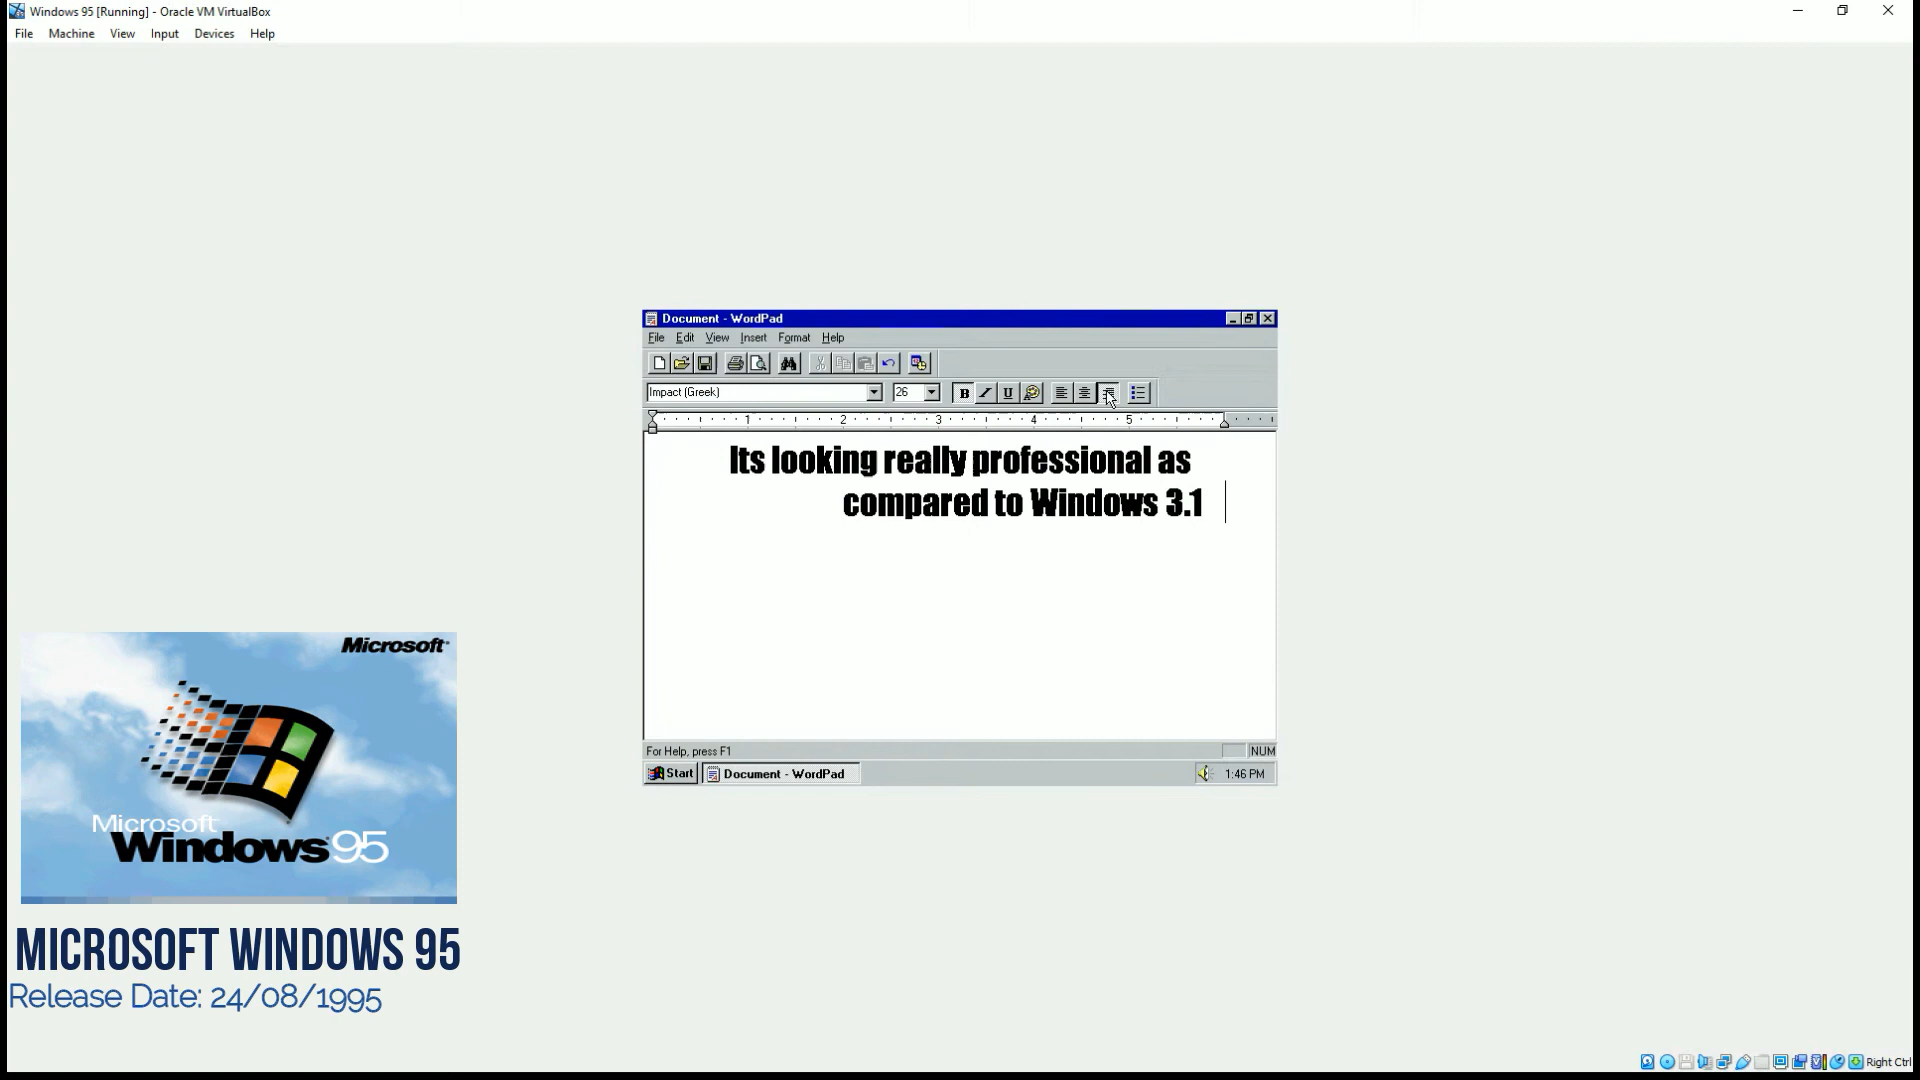 Windows 95 [Running] - Oracle VM VirtualBox
File Machine View Input Devices Help
Document - WordPad
File Edit View Insert Format Help
Impact (Greek) 26 B I U
1 2 3 4 5
Its looking really professional as
compared to Windows 3.1
For Help, press F1 NUM
Start Document - WordPad 1:46 PM
Microsoft
Microsoft
Windows 95
MICROSOFT WINDOWS 95
Release Date: 24/08/1995
Right Ctrl